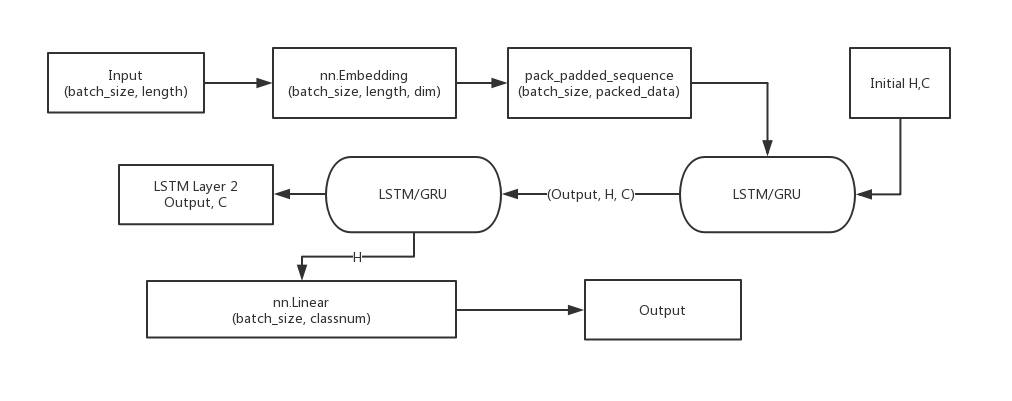 Input
(batch_size, length)
nn.Embedding
(batch_size, length, dim)
pack_padded_sequence
(batch_size, packed_data)
Initial H,C
LSTM Layer 2
Output, C
LSTM/GRU
(Output, H, C)
LSTM/GRU
H
nn.Linear
(batch_size, classnum)
Output